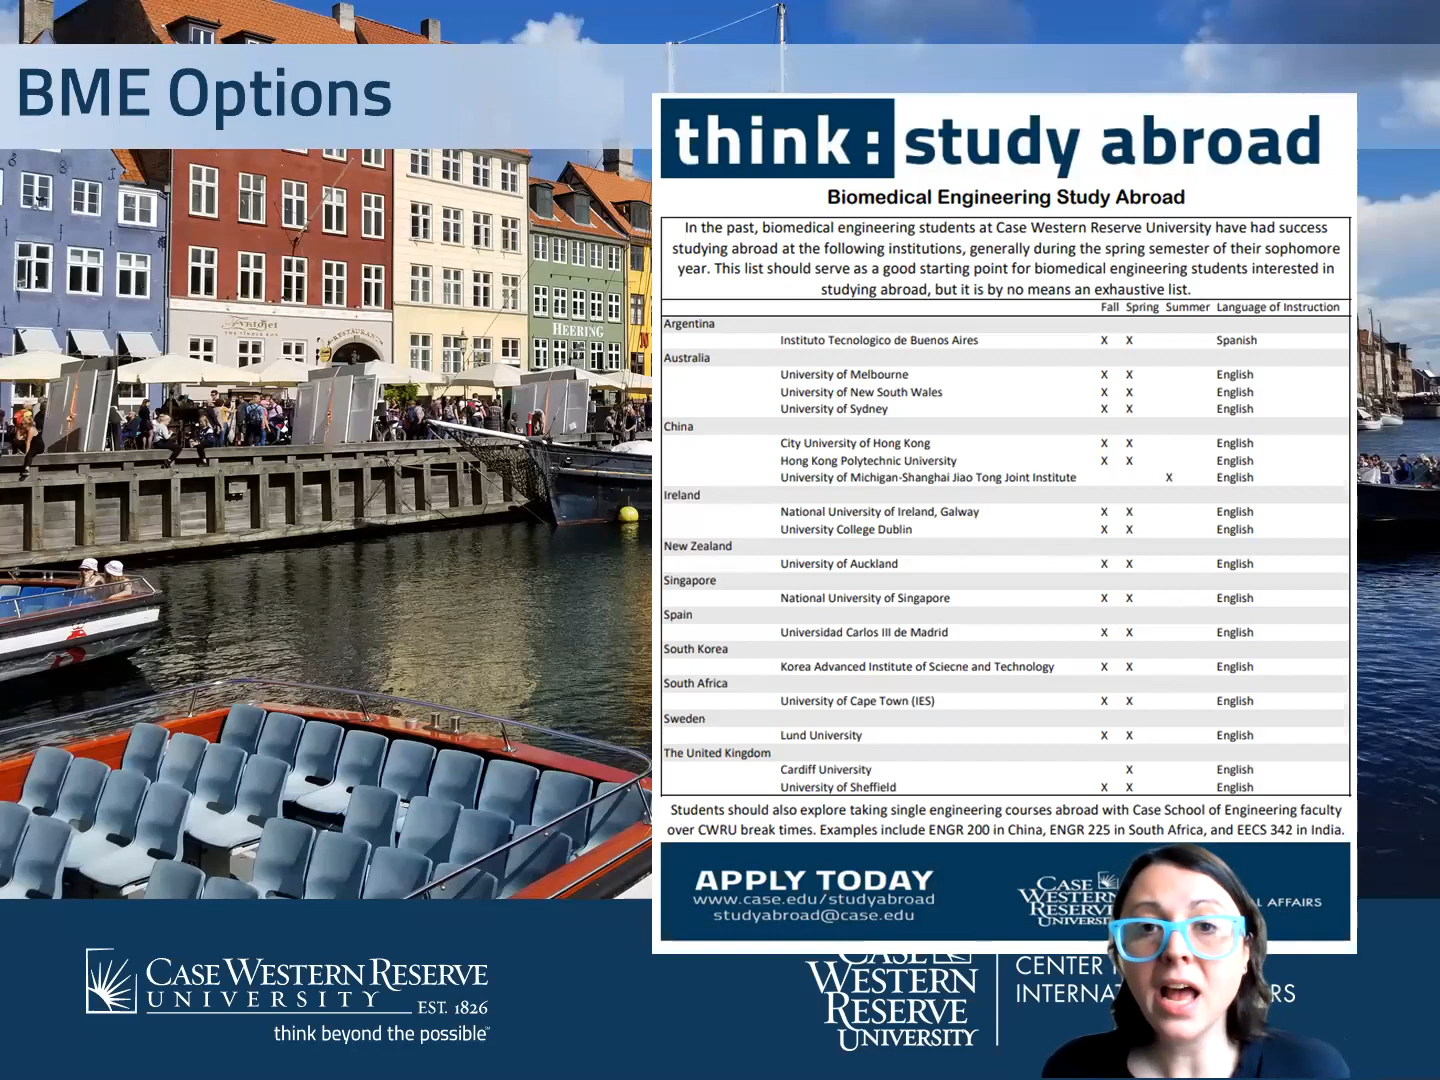 BME Options
think: study abroad
Biomedical Engineering Study Abroad
In the past, biomedical engineering students at Case Western Reserve University have had success
studying abroad at the following institutions, generally during the spring semester of their sophomore
year. This list should serve as a good starting point for biomedical engineering students interested in
studying abroad, but it is by no means an exhaustive list.
Fall Spring Summer Language of Instruction
Argentina
Instituto Tecnologico de Buenos Aires X X Spanish
Australia
University of Melbourne X X English
University of New South Wales X X English
University of Sydney X X English
China
City University of Hong Kong X X English
Hong Kong Polytechnic University X X English
University of Michigan-Shanghai Jiao Tong Joint Institute X English
Ireland
National University of Ireland, Galway X X English
University College Dublin X X English
New Zealand
University of Auckland X X English
Singapore
National University of Singapore X X English
Spain
Universidad Carlos III de Madrid X X English
South Korea
Korea Advanced Institute of Sciecne and Technology X X English
South Africa
University of Cape Town (IES) X X English
Sweden
Lund University X X English
The United Kingdom
Cardiff University X English
University of Sheffield X X English
Students should also explore taking single engineering courses abroad with Case School of Engineering faculty
over CWRU break times. Examples include ENGR 200 in China, ENGR 225 in South Africa, and EECS 342 in India.
APPLY TODAY
www.case.edu/studyabroad
studyabroad@case.edu
CASE
WESTERN
RESERVE
L AFFAIRS
HEERING
RESTAURANT
CASE WESTERN RESERVE
UNIVERSITY EST. 1826
think beyond the possible℠
CASE
WESTERN
RESERVE
UNIVERSITY
CENTER
INTERNA
RS